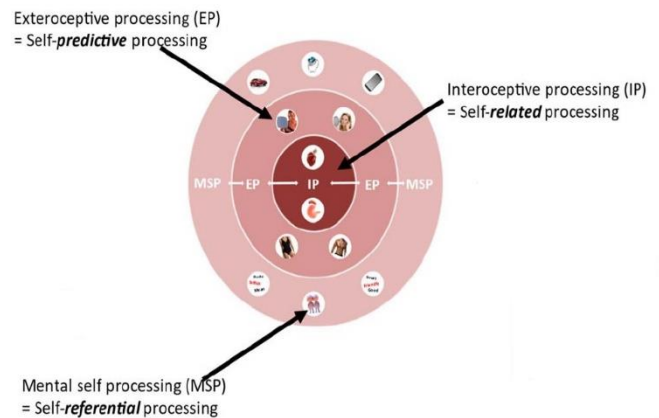 Exteroceptive processing (EP)
= Self-predictive processing
Interoceptive processing (IP)
= Self-related processing
MSP EP IP EP MSP
Mental self processing (MSP)
= Self-referential processing